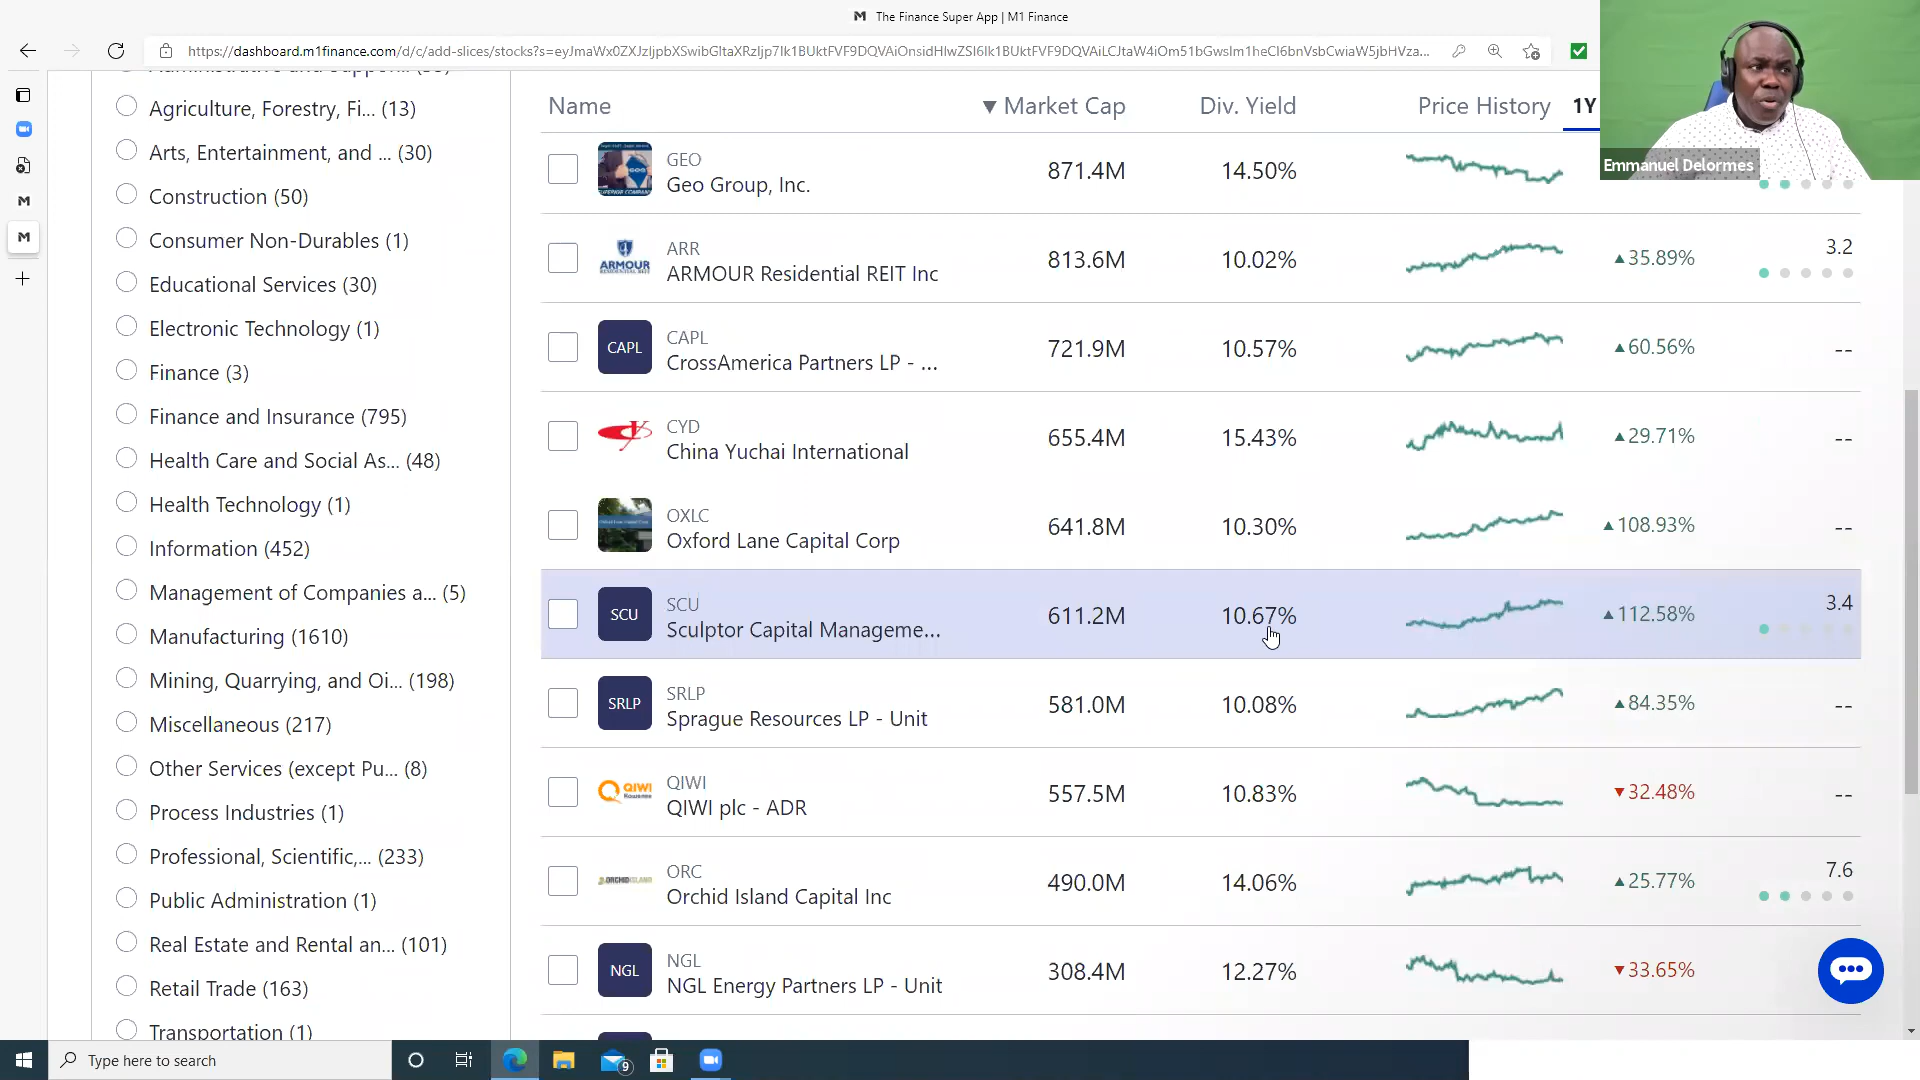 The Finance Super App | M1 Finance
https://dashboard.m1finance.com/d/c/add-slices/stocks?s=eyJmaWx0ZXJzIjpbXSwibGltaXRzIjp7Ik1BUktFVF9DQVAiOnsidHlwZSI6Ik1BUktFVF9DQVAiLCJtaW4iOm51bGwsIm1heCI6bnVsbCwiaW5jbHVza...
Emmanuel Delormes
Name ▼ Market Cap Div. Yield Price History 1Y
Agriculture, Forestry, Fi... (13)
Arts, Entertainment, and ... (30)
Construction (50)
Consumer Non-Durables (1)
Educational Services (30)
Electronic Technology (1)
Finance (3)
Finance and Insurance (795)
Health Care and Social As... (48)
Health Technology (1)
Information (452)
Management of Companies a... (5)
Manufacturing (1610)
Mining, Quarrying, and Oi... (198)
Miscellaneous (217)
Other Services (except Pu... (8)
Process Industries (1)
Professional, Scientific,... (233)
Public Administration (1)
Real Estate and Rental an... (101)
Retail Trade (163)
Transportation (1)
GEO
Geo Group, Inc. 871.4M 14.50%
ARR
ARMOUR Residential REIT Inc 813.6M 10.02% ▲35.89% 3.2
ARMOUR
RESIDENTIAL REIT
CAPL
CAPL
CrossAmerica Partners LP - ... 721.9M 10.57% ▲60.56% --
CYD
China Yuchai International 655.4M 15.43% ▲29.71% --
OXLC
Oxford Lane Capital Corp 641.8M 10.30% ▲108.93% --
SCU
SCU
Sculptor Capital Manageme... 611.2M 10.67% ▲112.58% 3.4
SRLP
SRLP
Sprague Resources LP - Unit 581.0M 10.08% ▲84.35% --
QIWI
QIWI
QIWI plc - ADR 557.5M 10.83% ▼32.48% --
ORCHID ISLAND
ORC
Orchid Island Capital Inc 490.0M 14.06% ▲25.77% 7.6
NGL
NGL
NGL Energy Partners LP - Unit 308.4M 12.27% ▼33.65%
Type here to search
9